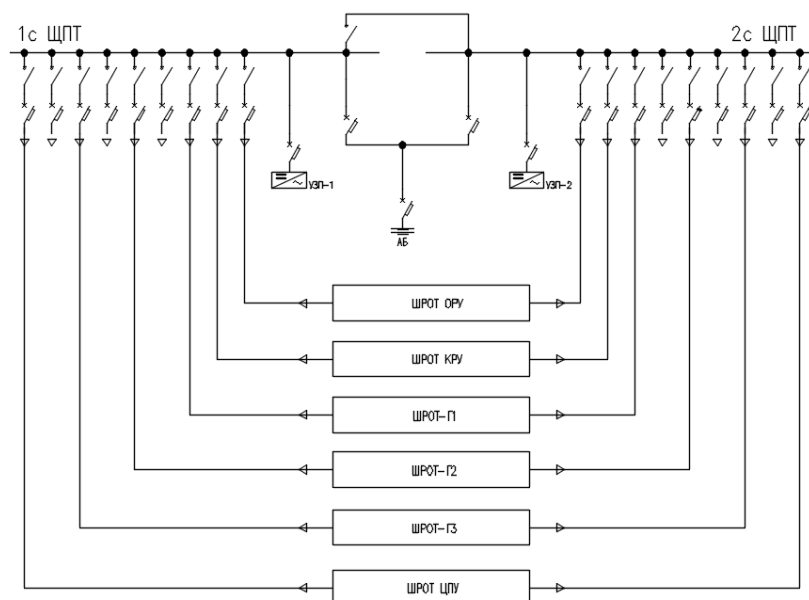 1с ЩПТ
2с ЩПТ
УЗП-1
УЗП-2
АБ
ШРОТ ОРУ
ШРОТ КРУ
ШРОТ-Г1
ШРОТ-Г2
ШРОТ-Г3
ШРОТ ЦПУ